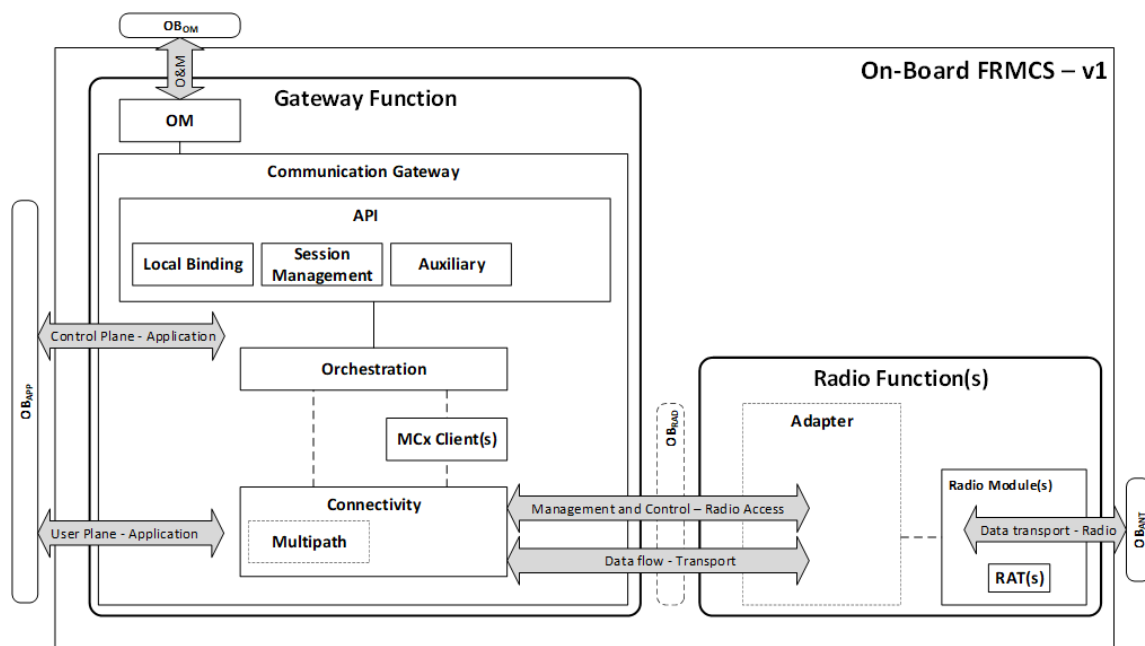 OBOM
O&M
On-Board FRMCS – v1
Gateway Function
OM
Communication Gateway
API
Local Binding
Session
Management
Auxiliary
Control Plane - Application
Orchestration
OBAPP
MCx Client(s)
Connectivity
Multipath
User Plane - Application
OBRAD
Management and Control – Radio Access
Data flow - Transport
Radio Function(s)
Adapter
Radio Module(s)
Data transport - Radio
RAT(s)
OBANT